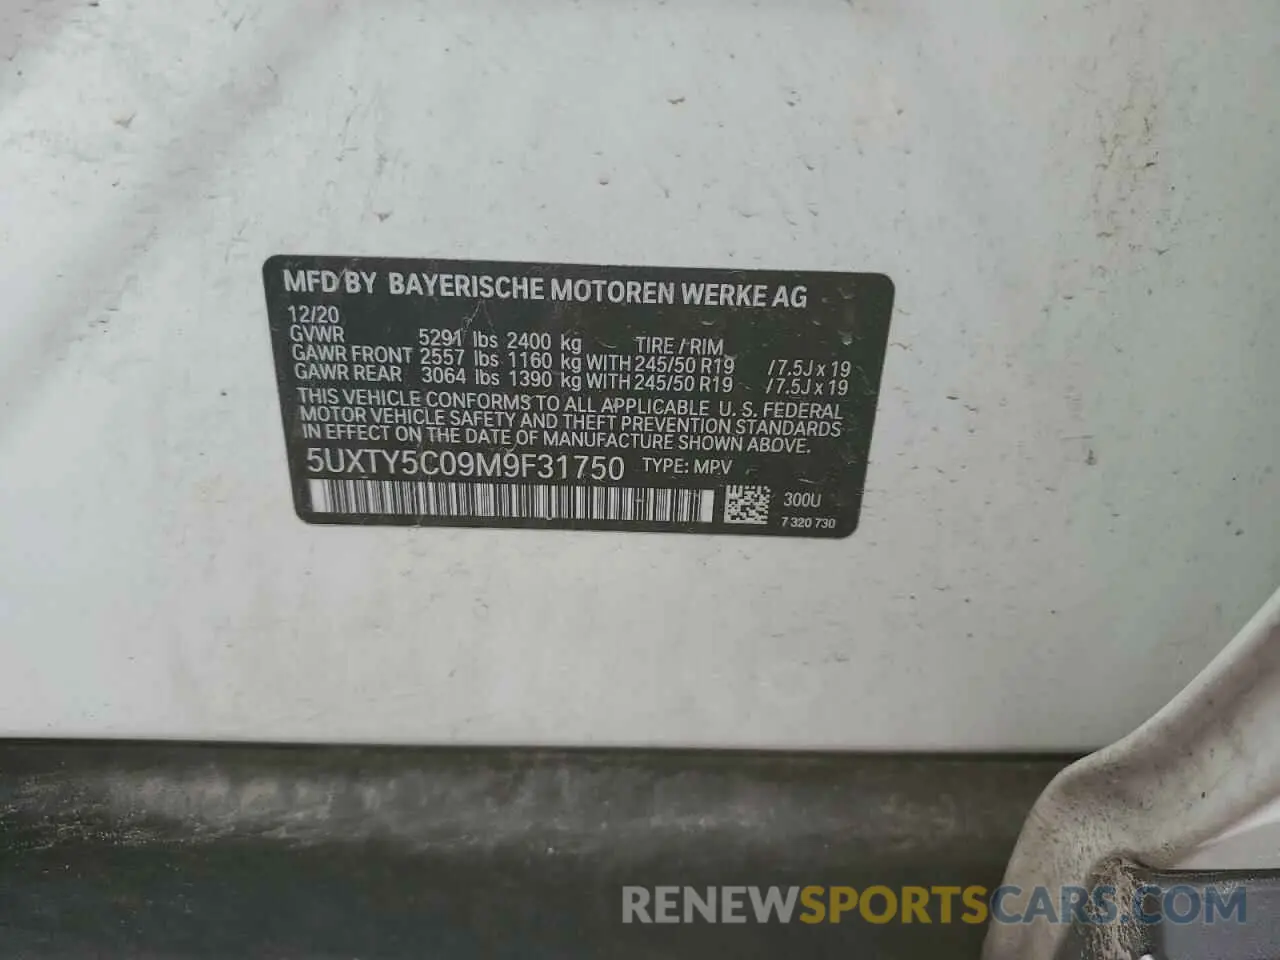 MFD BY BAYERISCHE MOTOREN WERKE AG
12/20
GVWR 5291 lbs 2400 kg TIRE / RIM
GAWR FRONT 2557 lbs 1160 kg WITH 245/50 R19 / 7.5J x 19
GAWR REAR 3064 lbs 1390 kg WITH 245/50 R19 / 7.5J x 19
THIS VEHICLE CONFORMS TO ALL APPLICABLE U. S. FEDERAL
MOTOR VEHICLE SAFETY AND THEFT PREVENTION STANDARDS
IN EFFECT ON THE DATE OF MANUFACTURE SHOWN ABOVE.
5UXTY5C09M9F31750 TYPE: MPV
300U
7 320 730
RENEWSPORTSCARS.COM